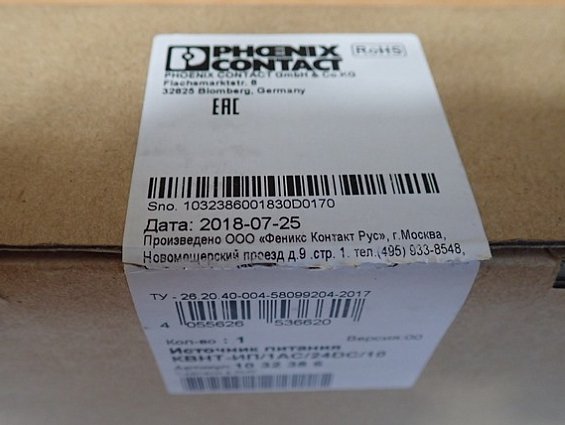 PHŒNIX
CONTACT
RoHS
PHOENIX CONTACT GmbH & Co.KG
Flachsmarktstr. 8
32825 Blomberg, Germany
EAC
Sno. 1032386001830D0170
Дата: 2018-07-25
Произведено ООО «Феникс Контакт Рус», г.Москва,
Новомещерский проезд д.9 .стр. 1. тел.(495) 933-8548,
ТУ - 26.20.40-004-58099204-2017
4 055626 536620
Кол-во : 1 Версия:00
Источник питания
КВНТ-ИП/1AC/24DC/10
Артикул: 10 32 38 6